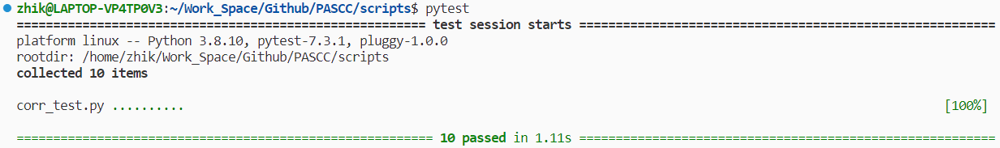 zhik@LAPTOP-VP4TP0V3:~/Work_Space/Github/PASCC/scripts$ pytest
======================================================== test session starts =========================================================
platform linux -- Python 3.8.10, pytest-7.3.1, pluggy-1.0.0
rootdir: /home/zhik/Work_Space/Github/PASCC/scripts
collected 10 items
corr_test.py .......... [100%]
========================================================= 10 passed in 1.11s =========================================================